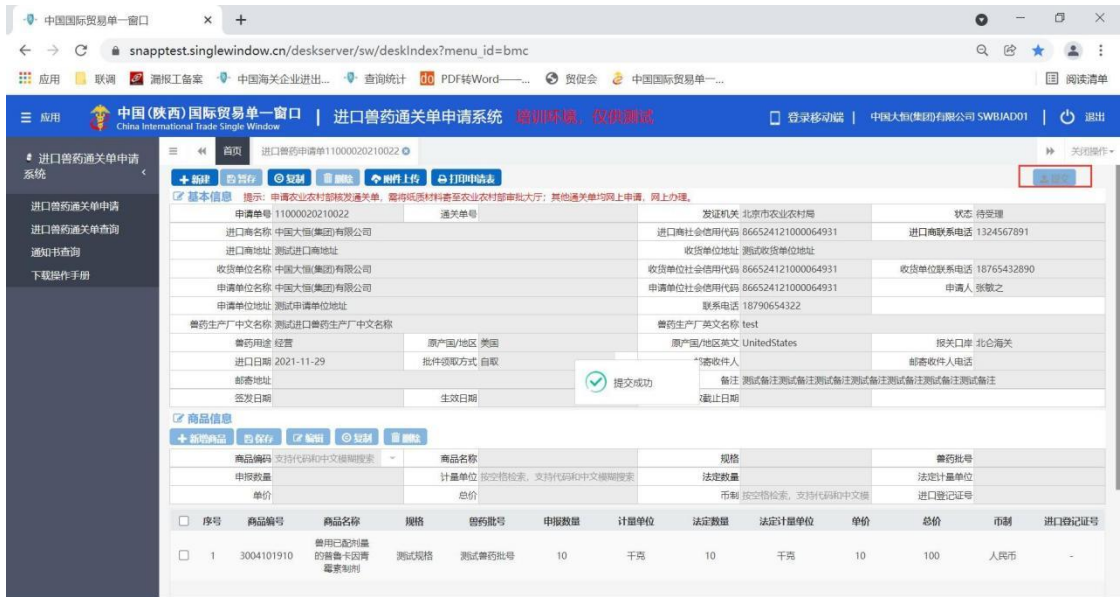 中国国际贸易单一窗口
snapptest.singlewindow.cn/deskserver/sw/deskIndex?menu_id=bmc
应用 联调 漏报工备案 中国海关企业进出... 查询统计 PDF转Word——... 贸促会 中国国际贸易单一... 阅读清单
应用 中国(陕西)国际贸易单一窗口 | 进口兽药通关单申请系统 培训环境，仅供测试 登录移动端 | 中国大恒(集团)有限公司 SWBJAD01 | 退出
China International Trade Single Window
进口兽药通关单申请系统
进口兽药通关单申请
进口兽药通关单查询
通知书查询
下载操作手册
首页 进口兽药申请单11000020210022 关闭操作
新建 暂存 复制 删除 附件上传 打印申请表 提交
基本信息 提示：申请农业农村部核发通关单，需将纸质材料寄至农业农村部审批大厅；其他通关单均网上申请，网上办理。
申请单号 11000020210022 通关单号 发证机关 北京市农业农村局 状态 待受理
进口商名称 中国大恒(集团)有限公司 进口商社会信用代码 866524121000064931 进口商联系电话 1324567891
进口商地址 测试进口商地址 收货单位地址 测试收货单位地址
收货单位名称 中国大恒(集团)有限公司 收货单位社会信用代码 866524121000064931 收货单位联系电话 18765432890
申请单位名称 中国大恒(集团)有限公司 申请单位社会信用代码 866524121000064931 申请人 张敏之
申请单位地址 测试申请单位地址 联系电话 18790654322
兽药生产厂中文名称 测试进口兽药生产厂中文名称 兽药生产厂英文名称 test
兽药用途 经营 原产国/地区 美国 原产国/地区英文 UnitedStates 报关口岸 北仑海关
进口日期 2021-11-29 批件领取方式 自取 邮寄收件人 邮寄收件人电话
邮寄地址 备注 测试备注测试备注测试备注测试备注测试备注测试备注测试备注
提交成功
签发日期 生效日期 截止日期
商品信息
新增商品 保存 编辑 复制 删除
商品编码 支持代码和中文模糊搜索 商品名称 规格 兽药批号
申报数量 计量单位 按空格检索，支持代码和中文模糊搜索 法定数量 法定计量单位
单价 总价 币制 按空格检索，支持代码和中文模 进口登记证号
序号 商品编号 商品名称 规格 兽药批号 申报数量 计量单位 法定数量 法定计量单位 单价 总价 币制 进口登记证号
兽用已配剂量
1 3004101910 的普鲁卡因青 测试规格 测试兽药批号 10 千克 10 千克 10 100 人民币 -
霉素制剂